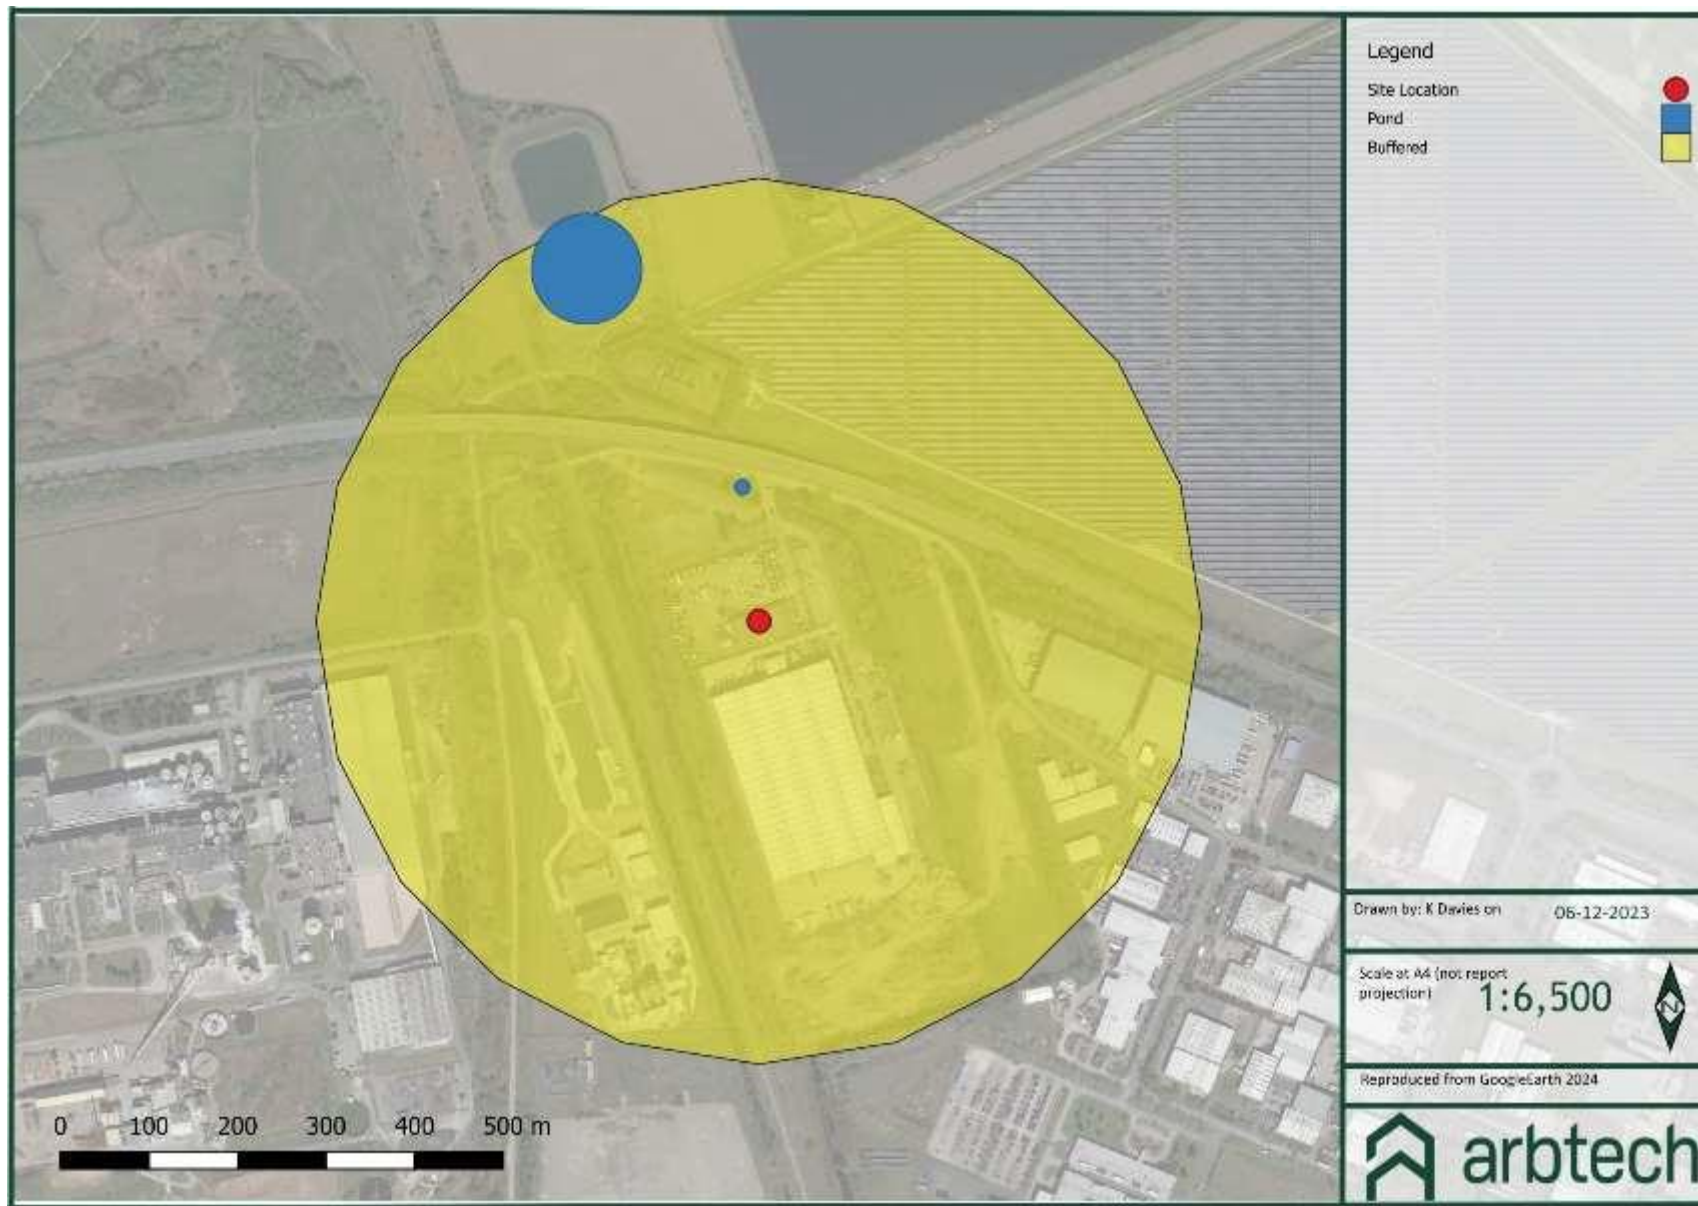 Legend
Site Location
Pond
Buffered
Drawn by: K Davies on 06-12-2023
Scale at A4 (not report
projection) 1:6,500
N
Reproduced from GoogleEarth 2024
arbtech
0 100 200 300 400 500 m